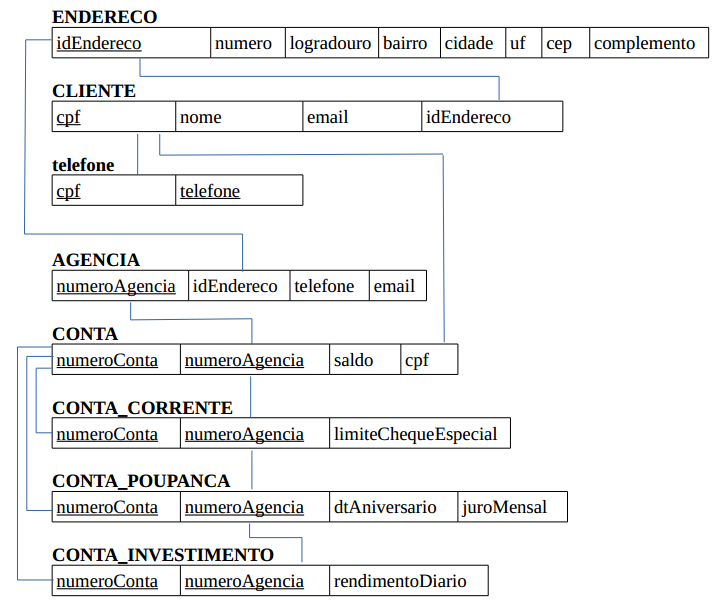 ENDERECO
idEndereco numero logradouro bairro cidade uf cep complemento
CLIENTE
cpf nome email idEndereco
telefone
cpf telefone
AGENCIA
numeroAgencia idEndereco telefone email
CONTA
numeroConta numeroAgencia saldo cpf
CONTA_CORRENTE
numeroConta numeroAgencia limiteChequeEspecial
CONTA_POUPANCA
numeroConta numeroAgencia dtAniversario juroMensal
CONTA_INVESTIMENTO
numeroConta numeroAgencia rendimentoDiario